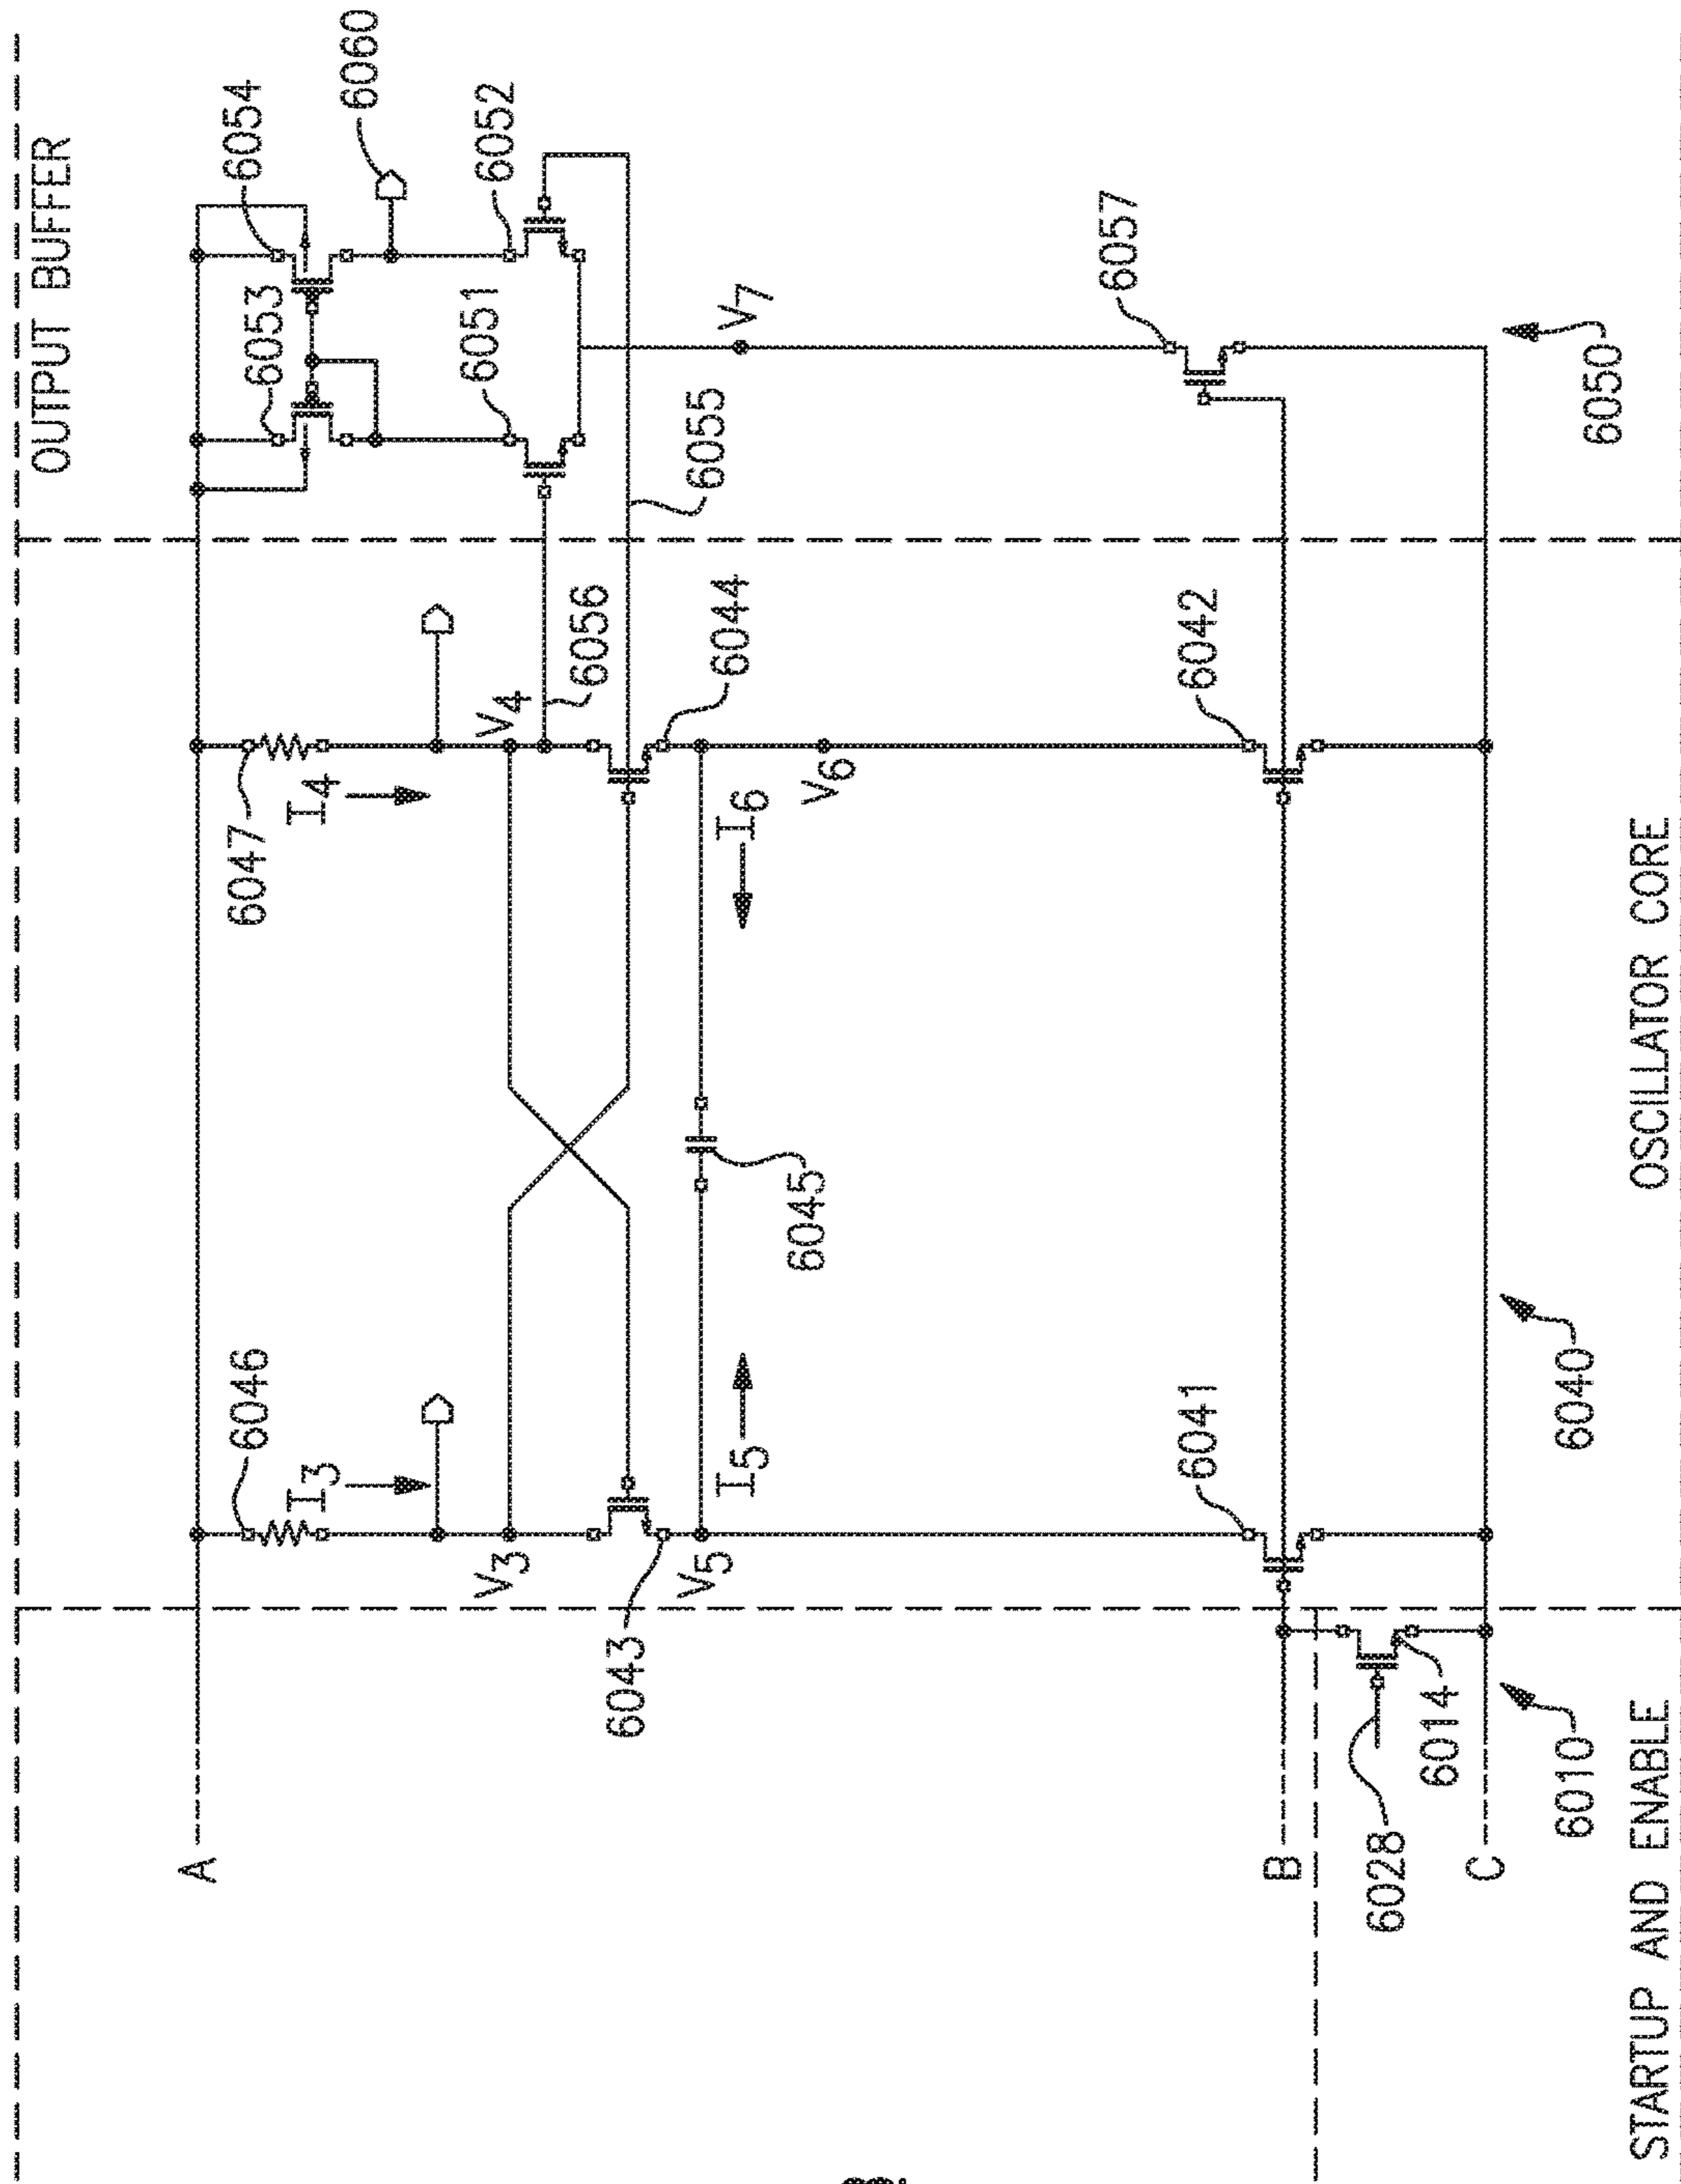 OUTPUT BUFFER
6054
6060
6053
6052
6051
V7
6057
6055
6050
6047
I4
V4
6056
6044
V6
I6
6042
6045
OSCILLATOR CORE
6046
I3
V3
V5
I5
6041
6040
6043
A
B
C
6028
6014
6010
STARTUP AND ENABLE